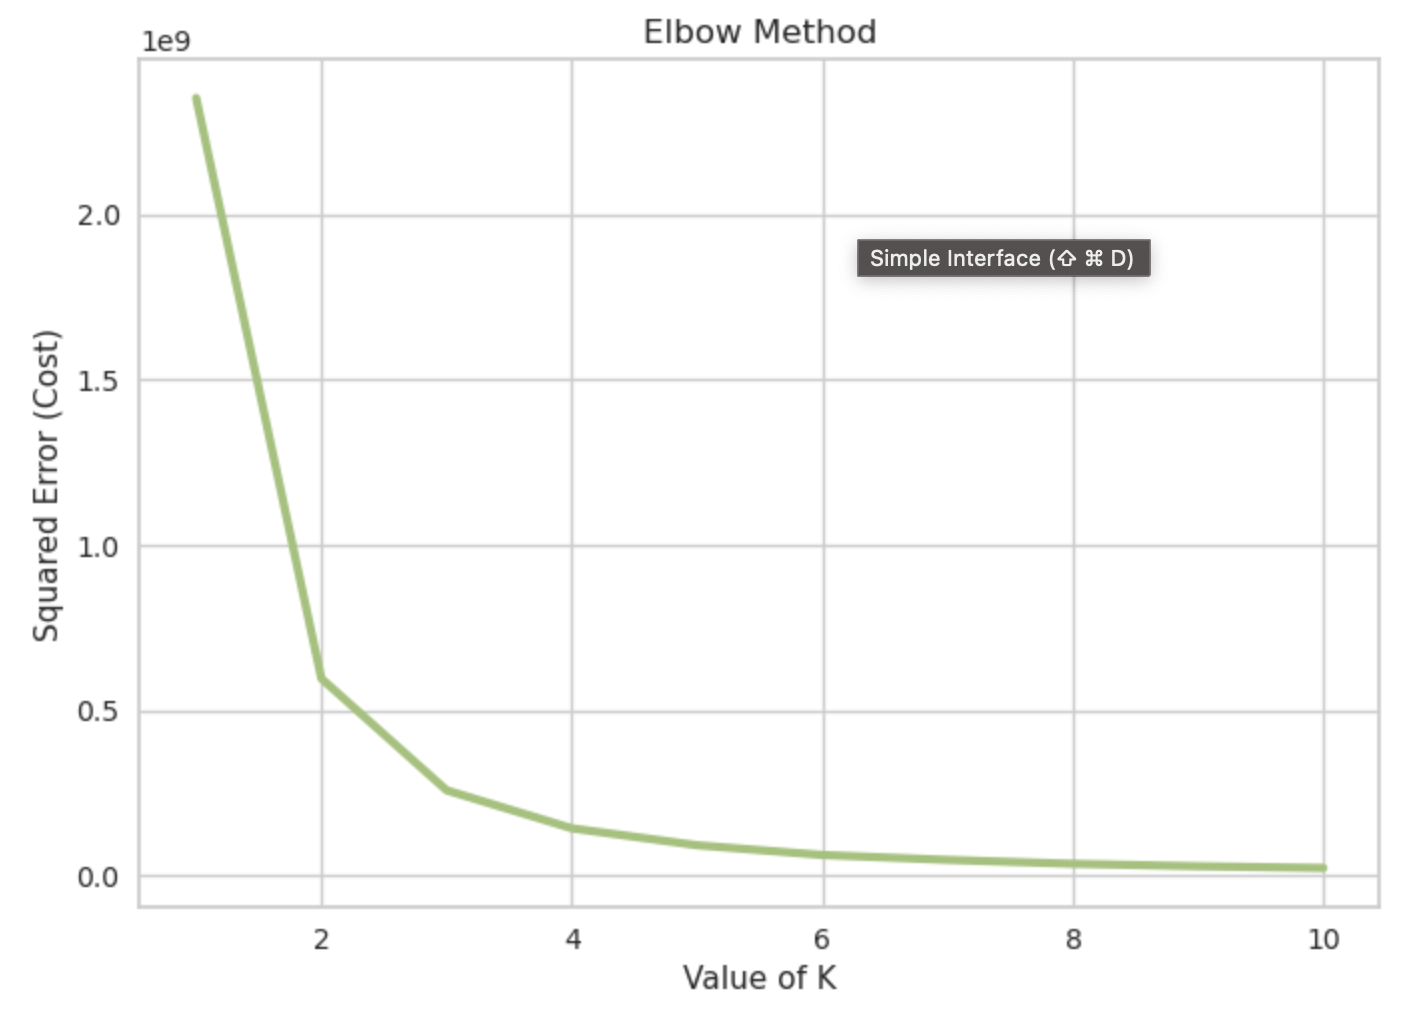 Elbow Method
1e9
2.0
1.5
1.0
0.5
0.0
Squared Error (Cost)
Simple Interface (⇧ ⌘ D)
2 4 6 8 10
Value of K